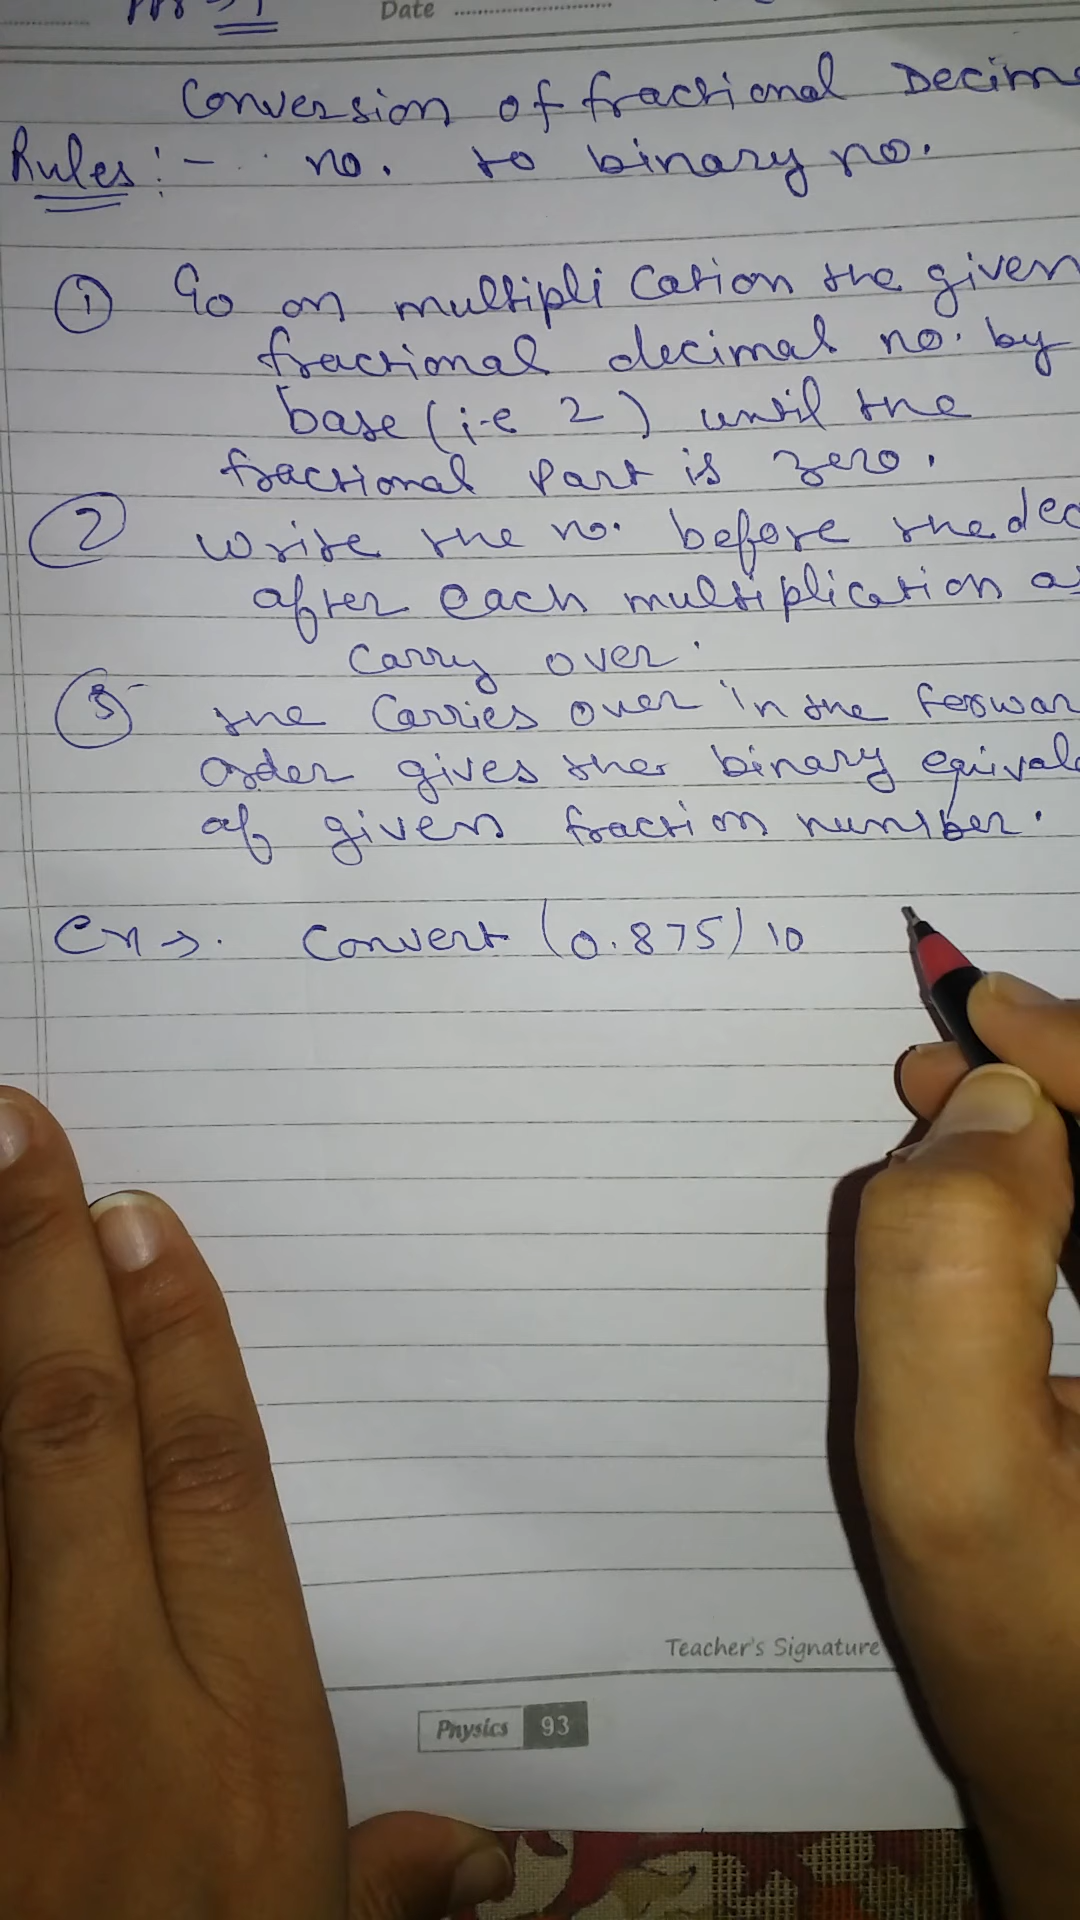 Date
Conversion of fractional Decim
Rules :- no. to binary no.
① Go on multipli cation the given
fractional decimal no. by
base (i-e 2) until the
fractional part is zero.
② write the no. before the dec
after each multiplication as
carry over.
③ the carries over in the forwar
order gives the binary equival
of given fraction number.
Ex →. Convert (0.875) 10
Teacher's Signature
Physics 93